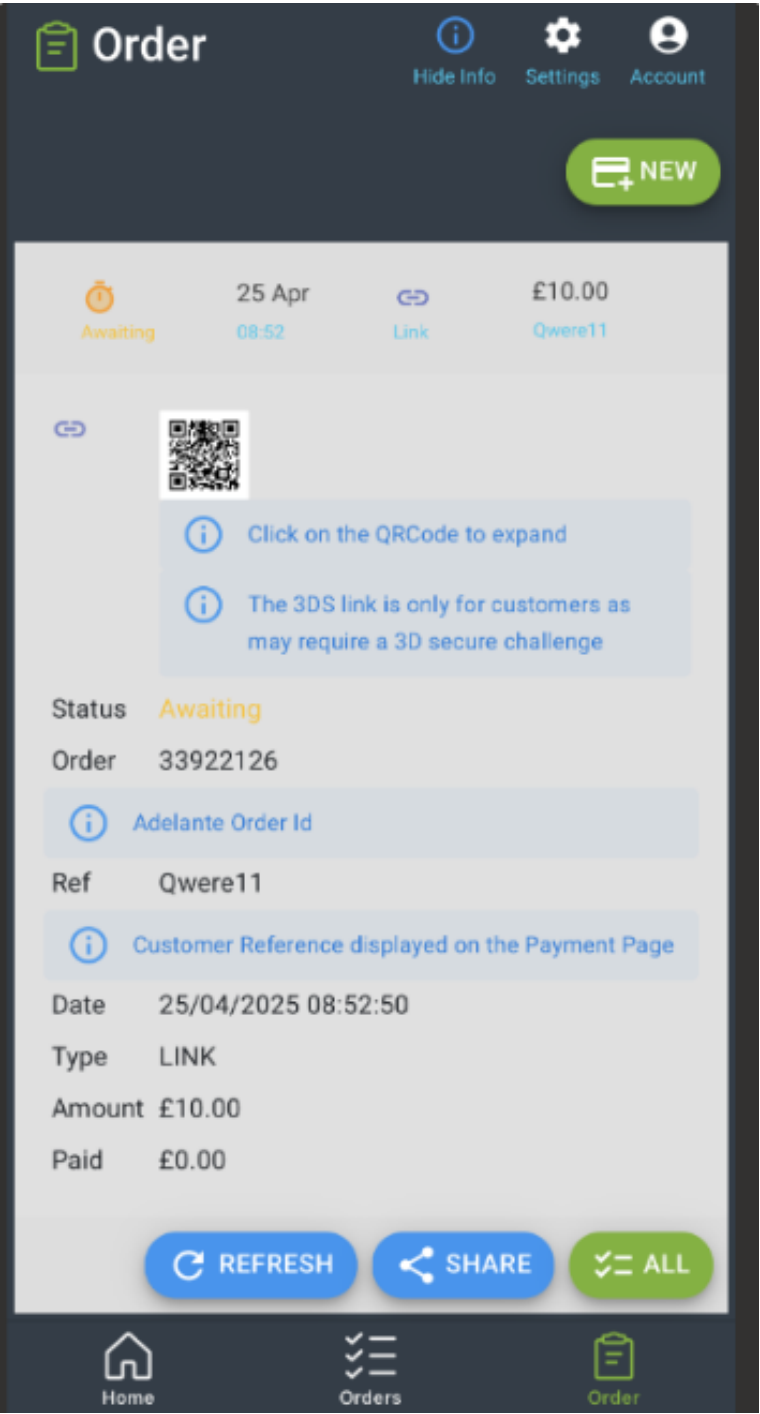 Order
Hide Info Settings Account
NEW
25 Apr £10.00
Awaiting 08:52 Link Qwere11
Click on the QRCode to expand
The 3DS link is only for customers as
may require a 3D secure challenge
Status Awaiting
Order 33922126
Adelante Order Id
Ref Qwere11
Customer Reference displayed on the Payment Page
Date 25/04/2025 08:52:50
Type LINK
Amount £10.00
Paid £0.00
REFRESH SHARE ALL
Home Orders Order